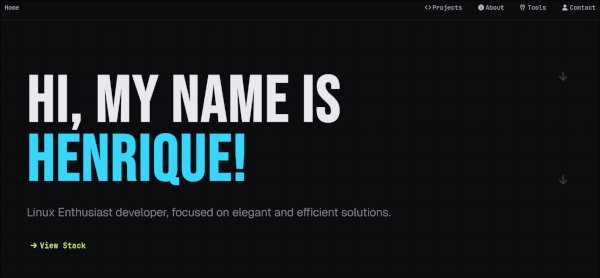 Home
Projects
About
Tools
Contact
HI, MY NAME IS
HENRIQUE!
Linux Enthusiast developer, focused on elegant and efficient solutions.
View Stack